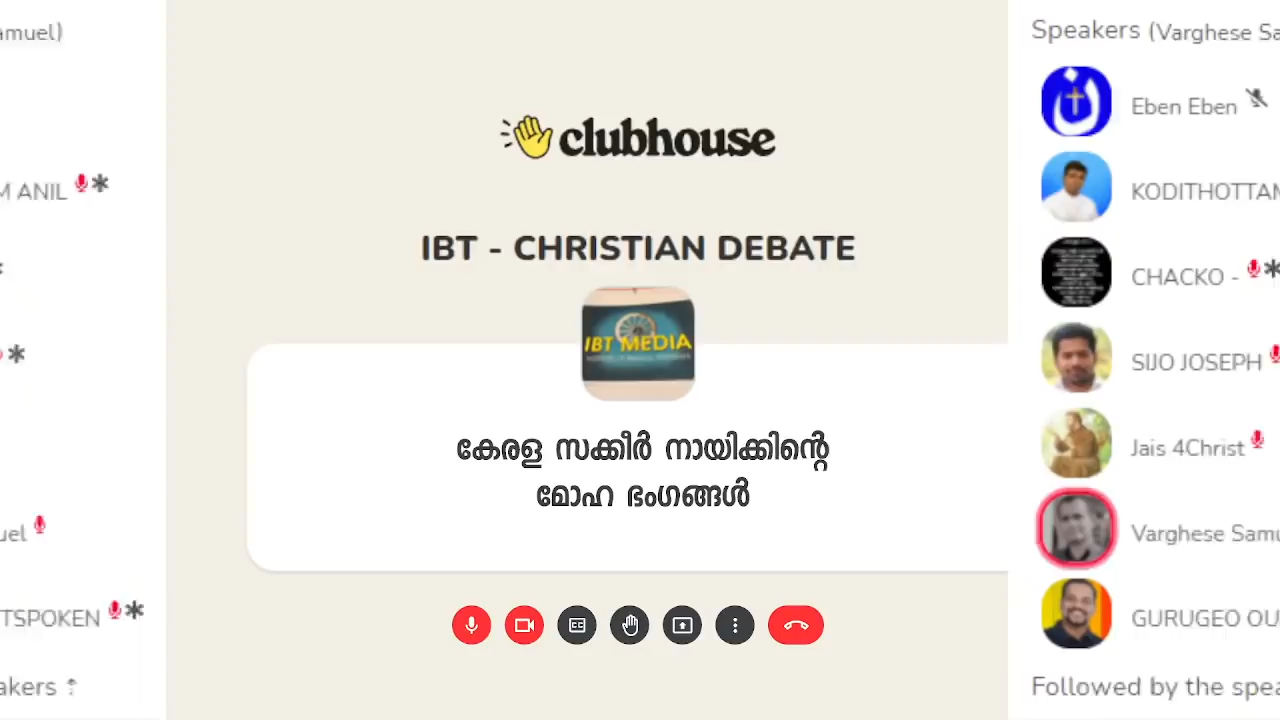 amuel)
M ANIL
uel
TSPOKEN
akers
clubhouse
IBT - CHRISTIAN DEBATE
IBT MEDIA
കേരള സക്കീർ നായിക്കിന്റെ
മോഹ ഭംഗങ്ങൾ
Speakers (Varghese Sa
Eben Eben
KODITHOTTAM
CHACKO -
SIJO JOSEPH
Jais 4Christ
Varghese Samu
GURUGEO OU
Followed by the spea